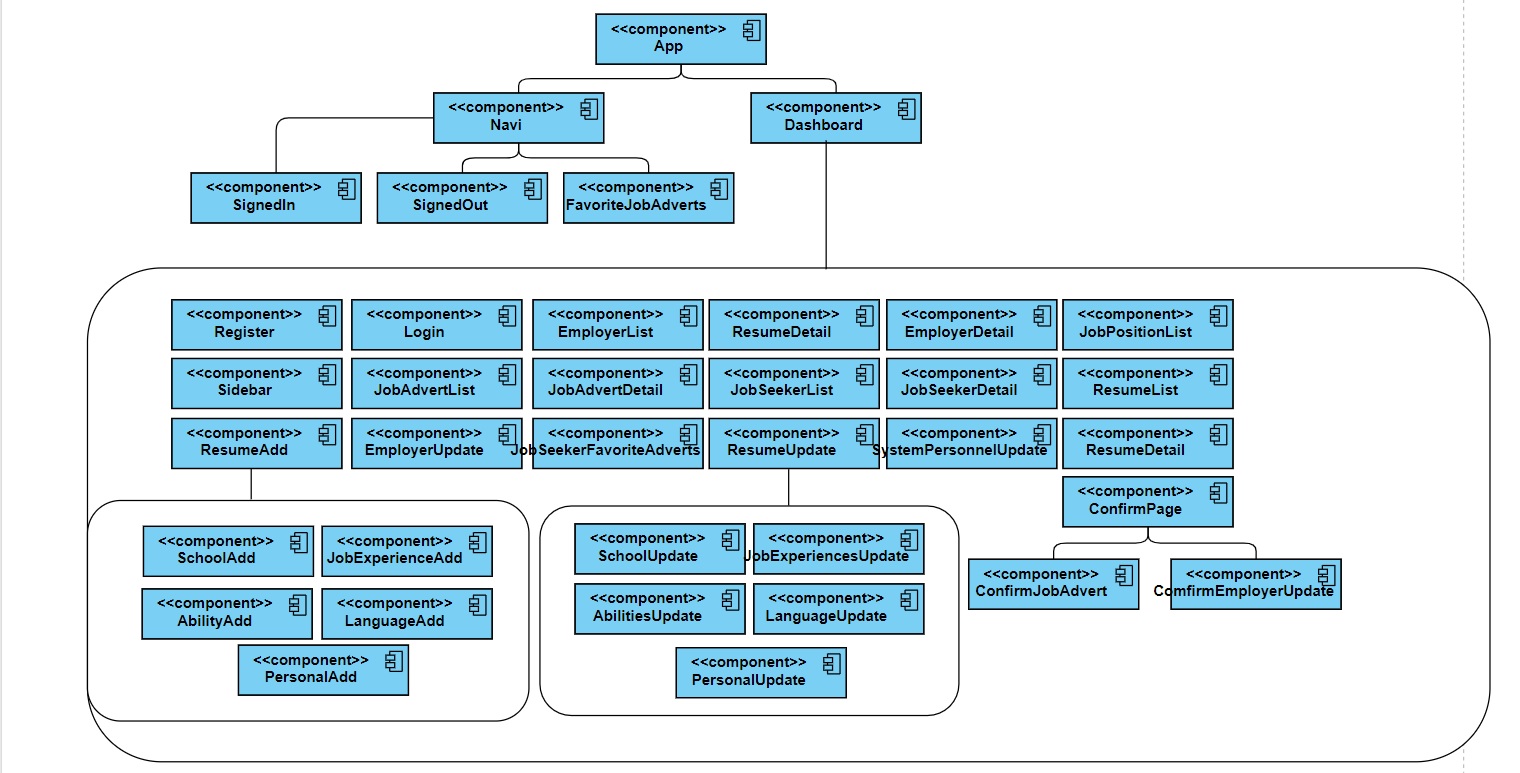 <<component>>
App
<<component>>
Navi
<<component>>
Dashboard
<<component>>
SignedIn
<<component>>
SignedOut
<<component>>
FavoriteJobAdverts
<<component>>
Register
<<component>>
Login
<<component>>
EmployerList
<<component>>
ResumeDetail
<<component>>
EmployerDetail
<<component>>
JobPositionList
<<component>>
Sidebar
<<component>>
JobAdvertList
<<component>>
JobAdvertDetail
<<component>>
JobSeekerList
<<component>>
JobSeekerDetail
<<component>>
ResumeList
<<component>>
ResumeAdd
<<component>>
EmployerUpdate
<<component>>
JobSeekerFavoriteAdverts
<<component>>
ResumeUpdate
<<component>>
SystemPersonnelUpdate
<<component>>
ResumeDetail
<<component>>
ConfirmPage
<<component>>
SchoolAdd
<<component>>
JobExperienceAdd
<<component>>
SchoolUpdate
<<component>>
JobExperiencesUpdate
<<component>>
ConfirmJobAdvert
<<component>>
ComfirmEmployerUpdate
<<component>>
AbilityAdd
<<component>>
LanguageAdd
<<component>>
AbilitiesUpdate
<<component>>
LanguageUpdate
<<component>>
PersonalAdd
<<component>>
PersonalUpdate